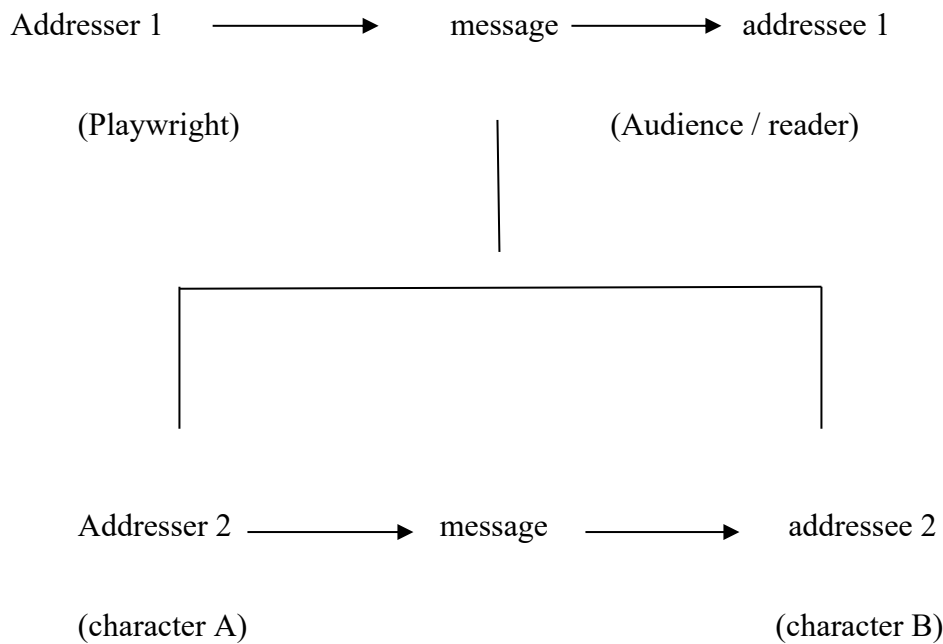 Addresser 1 message addressee 1
(Playwright) (Audience / reader)
Addresser 2 message addressee 2
(character A) (character B)